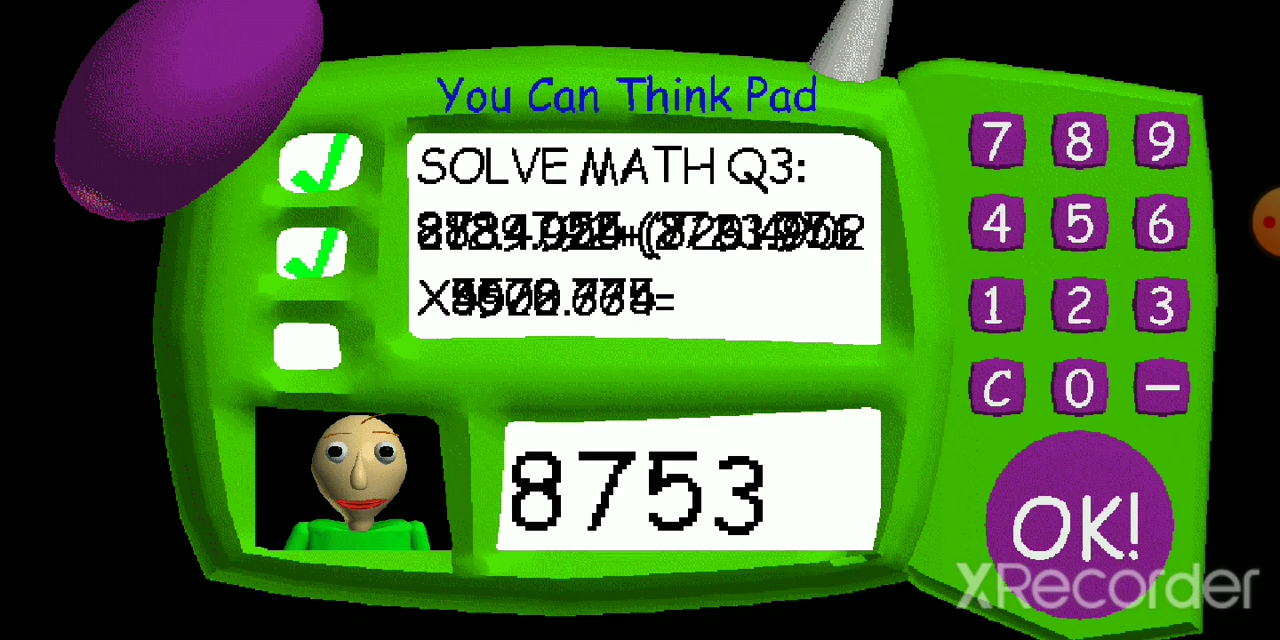 You Can Think Pad
SOLVE MATH Q3:
8753
7 8 9
4 5 6
1 2 3
C 0 −
OK!
XRecorder